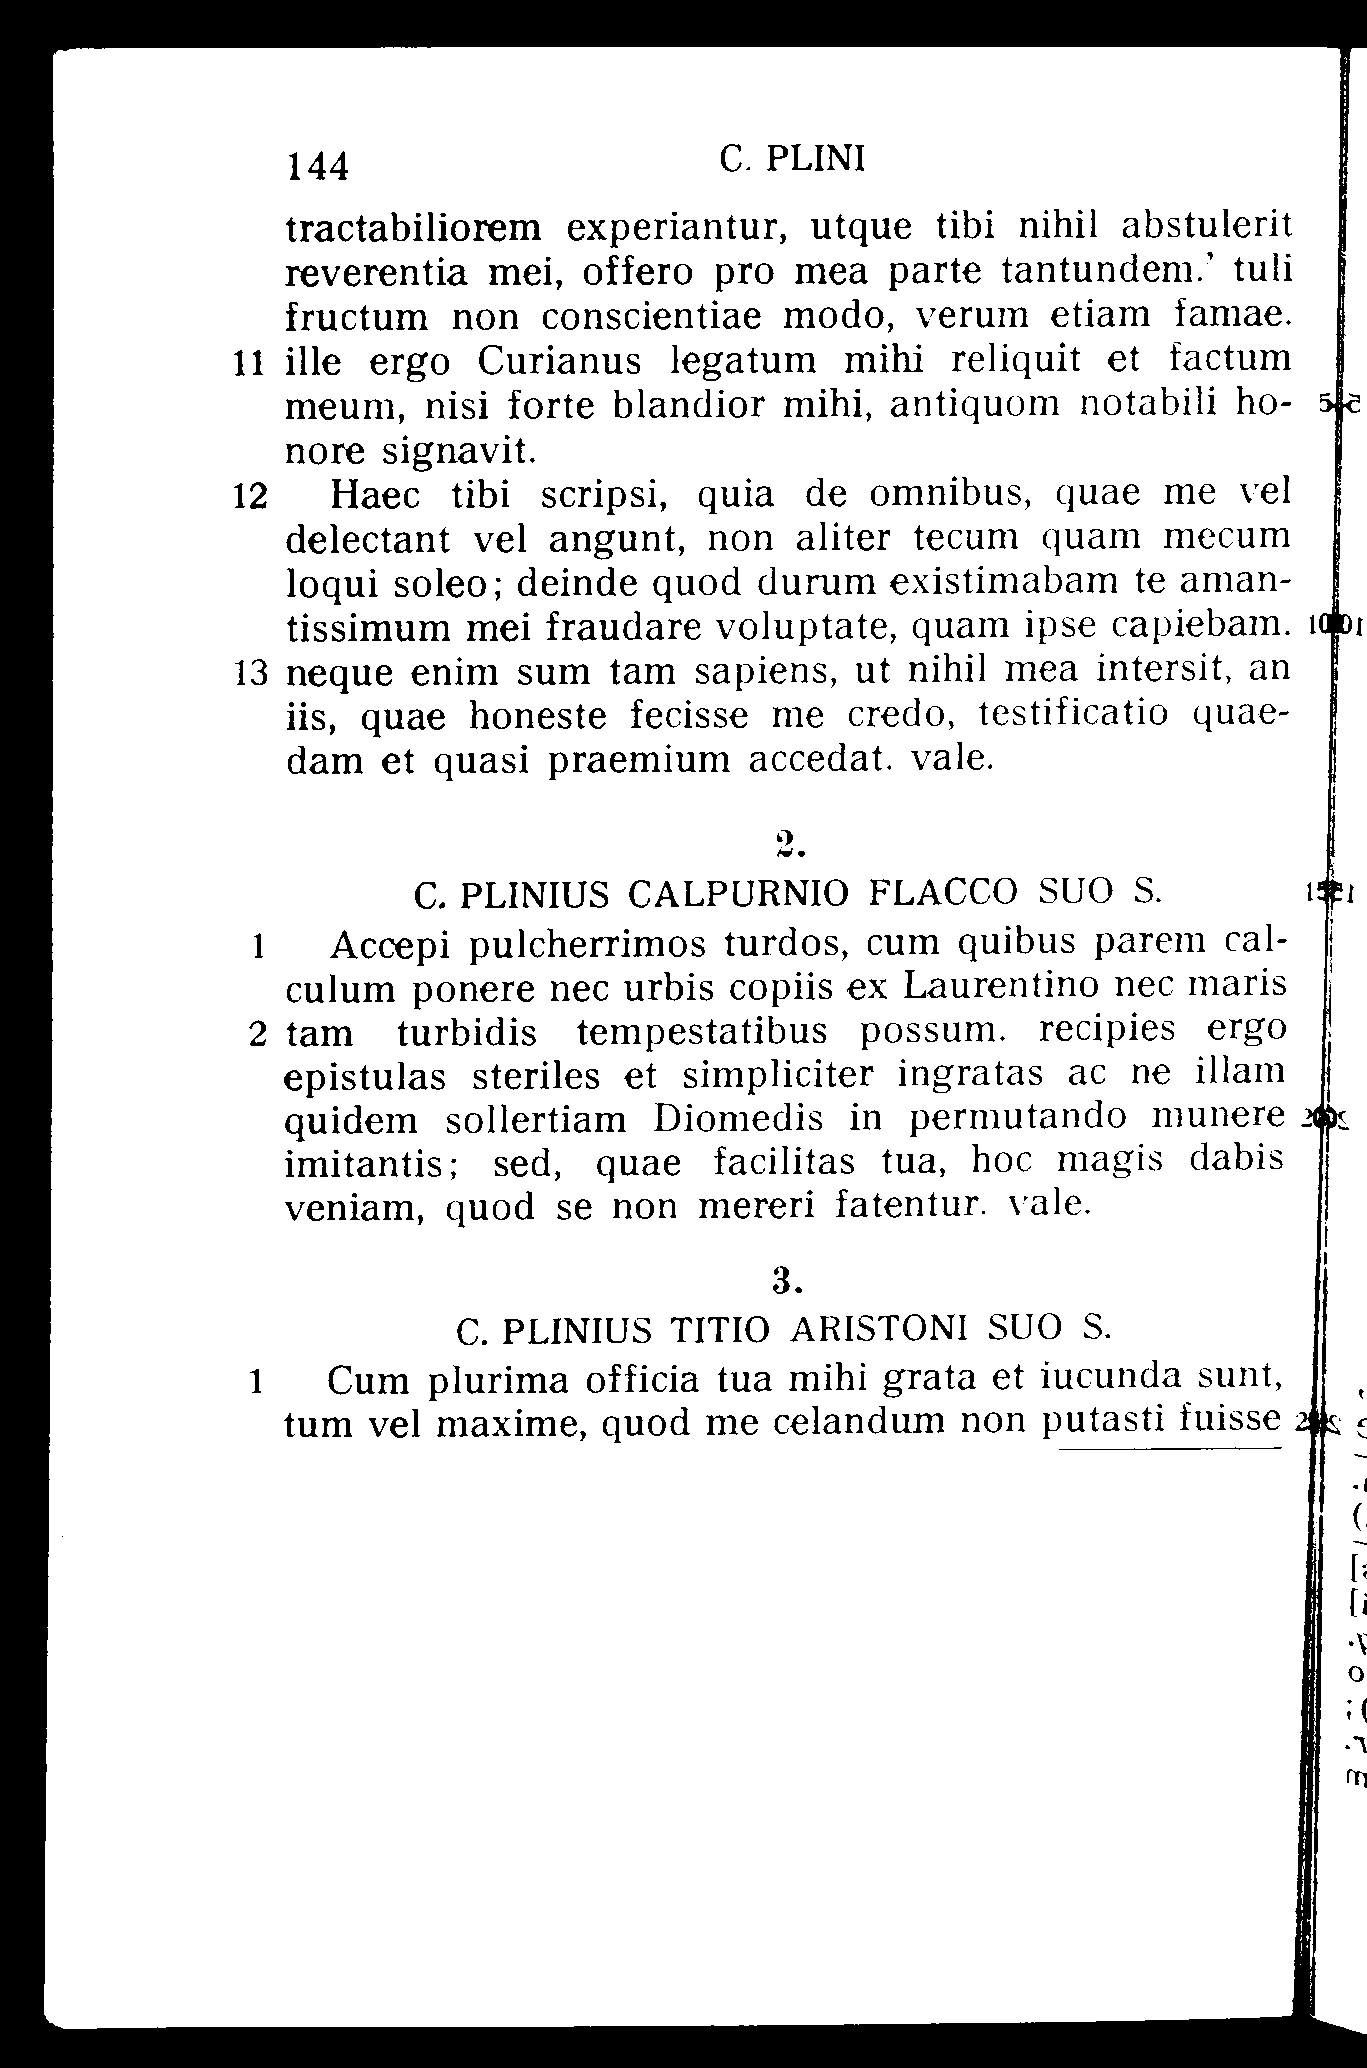 144 C. PLINI
tractabiliorem experiantur, utque tibi nihil abstulerit
reverentia mei, offero pro mea parte tantundem.’ tuli
fructum non conscientiae modo, verum etiam famae.
11 ille ergo Curianus legatum mihi reliquit et factum
meum, nisi forte blandior mihi, antiquom notabili ho- 5
nore signavit.
12 Haec tibi scripsi, quia de omnibus, quae me vel
delectant vel angunt, non aliter tecum quam mecum
loqui soleo; deinde quod durum existimabam te aman-
tissimum mei fraudare voluptate, quam ipse capiebam. 10
13 neque enim sum tam sapiens, ut nihil mea intersit, an
iis, quae honeste fecisse me credo, testificatio quae-
dam et quasi praemium accedat. vale.
2.
C. PLINIUS CALPURNIO FLACCO SUO S. 15
1 Accepi pulcherrimos turdos, cum quibus parem cal-
culum ponere nec urbis copiis ex Laurentino nec maris
2 tam turbidis tempestatibus possum. recipies ergo
epistulas steriles et simpliciter ingratas ac ne illam
quidem sollertiam Diomedis in permutando munere 20
imitantis; sed, quae facilitas tua, hoc magis dabis
veniam, quod se non mereri fatentur. vale.
3.
C. PLINIUS TITIO ARISTONI SUO S.
1 Cum plurima officia tua mihi grata et iucunda sunt,
tum vel maxime, quod me celandum non putasti fuisse